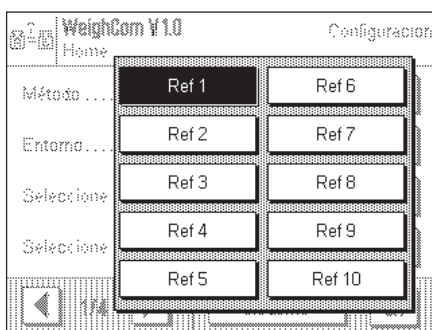 WeighCom V1.0
Configuracion
Home
Método ....
Entorno....
Seleccione
Seleccione
Ref 1
Ref 2
Ref 3
Ref 4
Ref 5
Ref 6
Ref 7
Ref 8
Ref 9
Ref 10
1/4